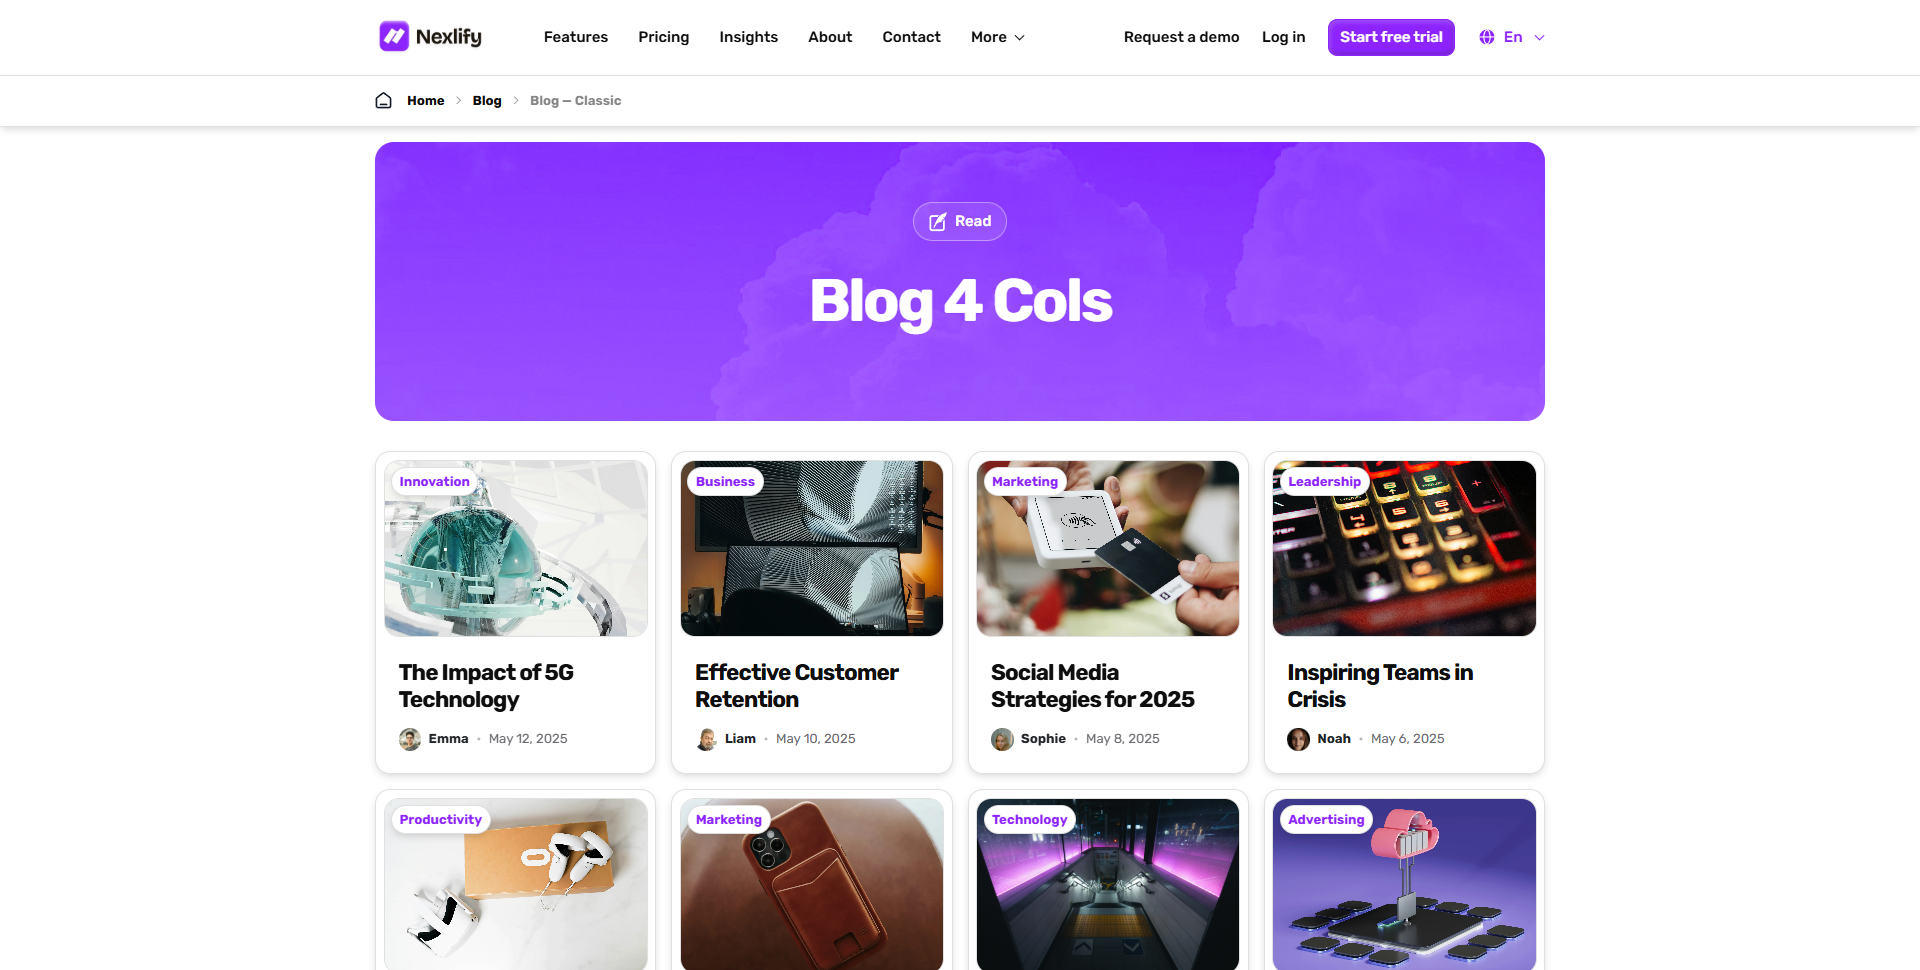 Nexlify
Features Pricing Insights About Contact More
Request a demo Log in Start free trial En
Home Blog Blog — Classic
Read
Blog 4 Cols
Innovation
The Impact of 5G
Technology
Emma • May 12, 2025
Business
Effective Customer
Retention
Liam • May 10, 2025
Marketing
Social Media
Strategies for 2025
Sophie • May 8, 2025
Leadership
Inspiring Teams in
Crisis
Noah • May 6, 2025
Productivity
Marketing
Technology
Advertising